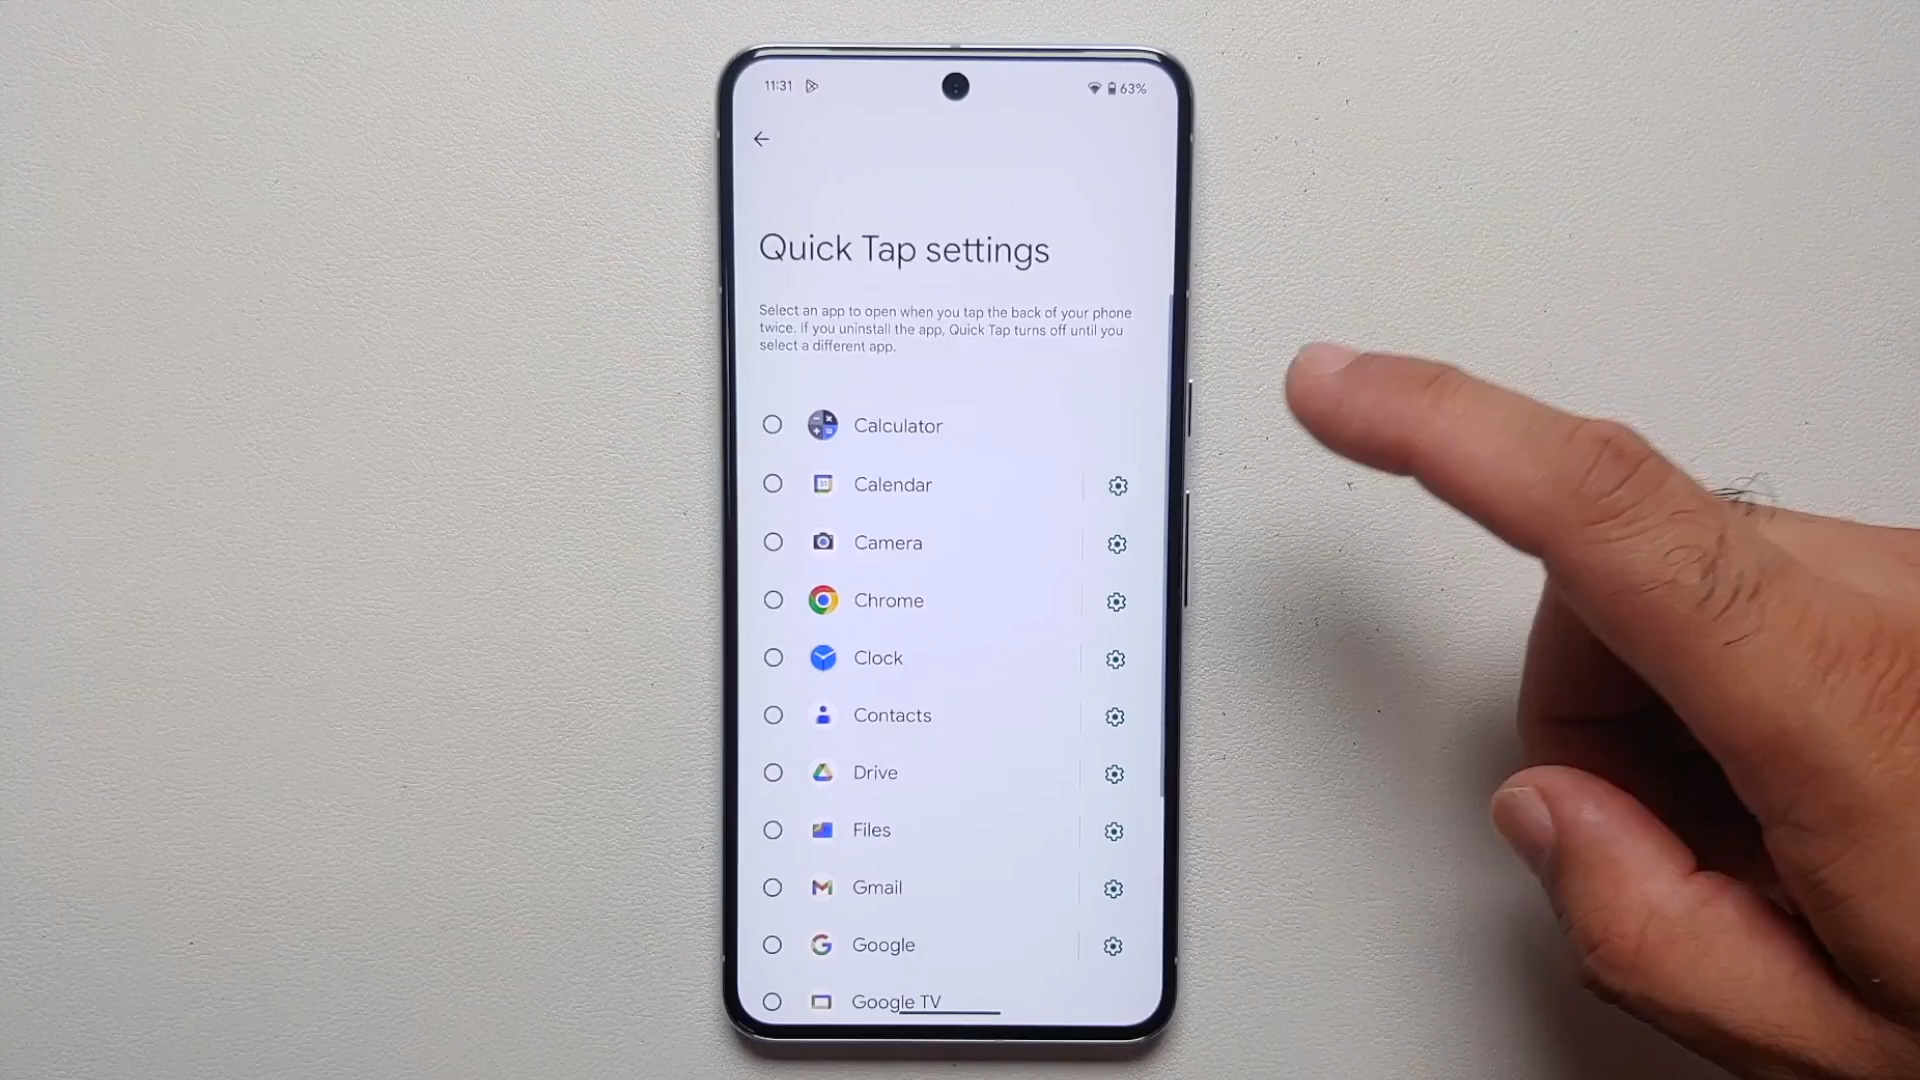 11:31
63%
Quick Tap settings
Select an app to open when you tap the back of your phone
twice. If you uninstall the app, Quick Tap turns off until you
select a different app.
Calculator
Calendar
Camera
Chrome
Clock
Contacts
Drive
Files
Gmail
Google
Google TV